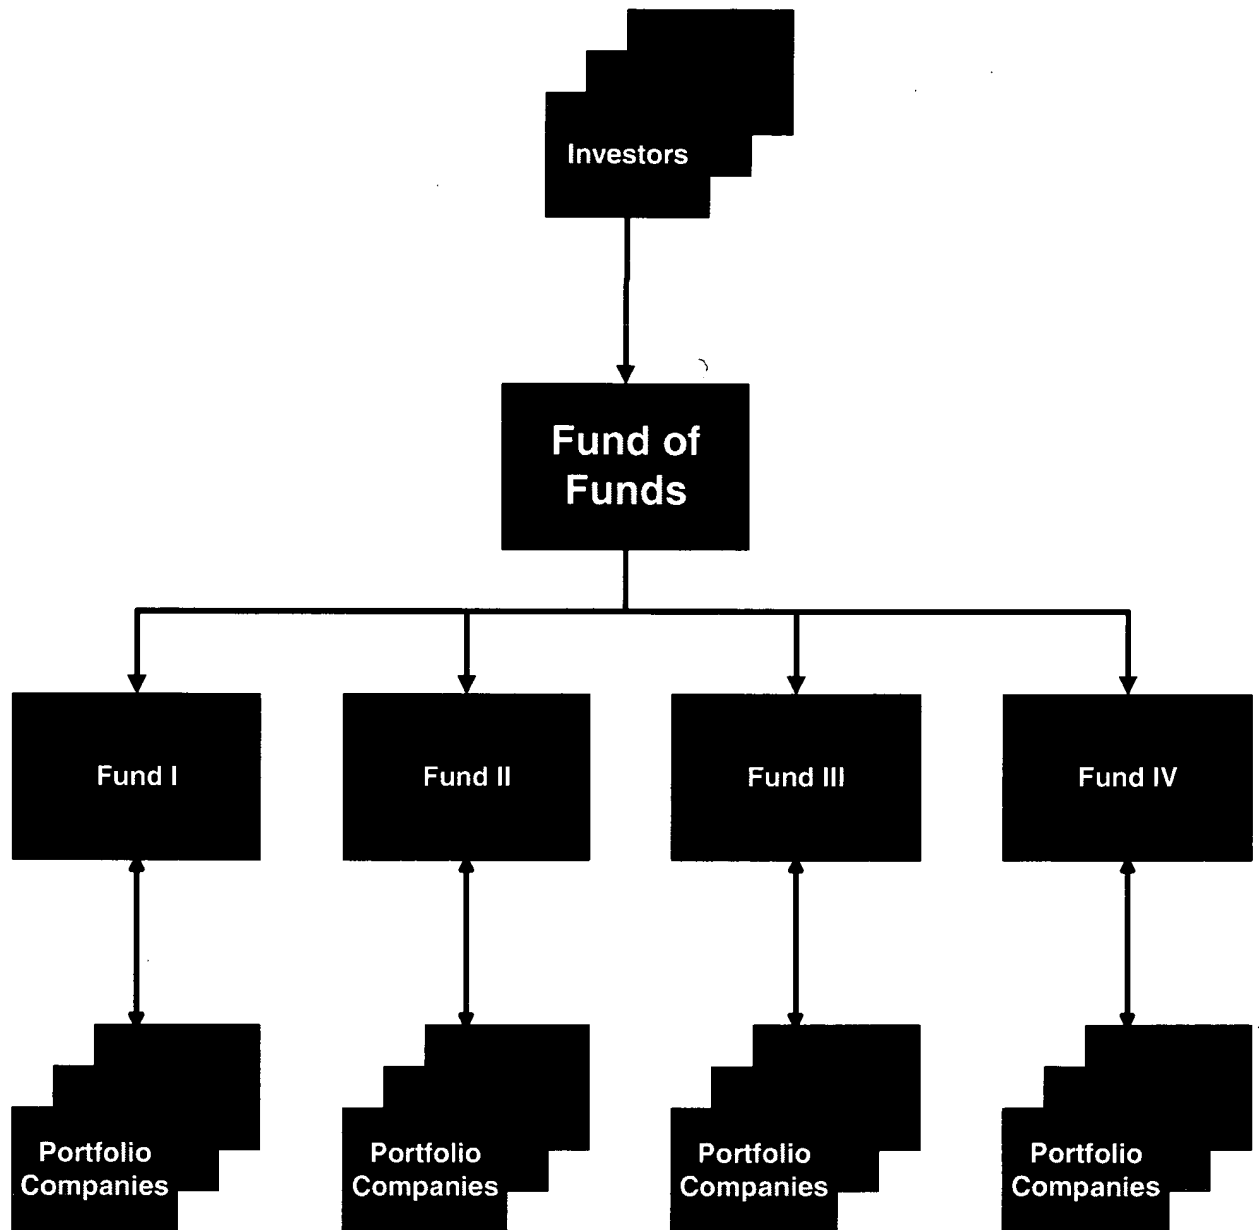 Investors
Fund of
Funds
Fund I
Fund II
Fund III
Fund IV
Portfolio
Companies
Portfolio
Companies
Portfolio
Companies
Portfolio
Companies